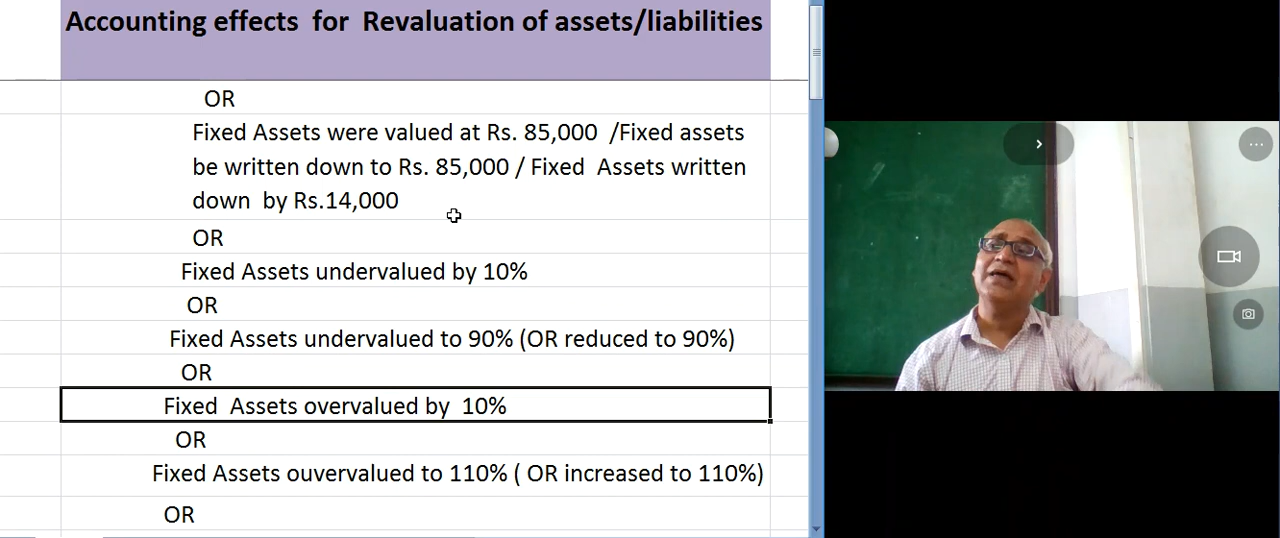 Accounting effects for Revaluation of assets/liabilities
OR
Fixed Assets were valued at Rs. 85,000 /Fixed assets
be written down to Rs. 85,000 / Fixed Assets written
down by Rs.14,000
OR
Fixed Assets undervalued by 10%
OR
Fixed Assets undervalued to 90% (OR reduced to 90%)
OR
Fixed Assets overvalued by 10%
OR
Fixed Assets ouvervalued to 110% ( OR increased to 110%)
OR